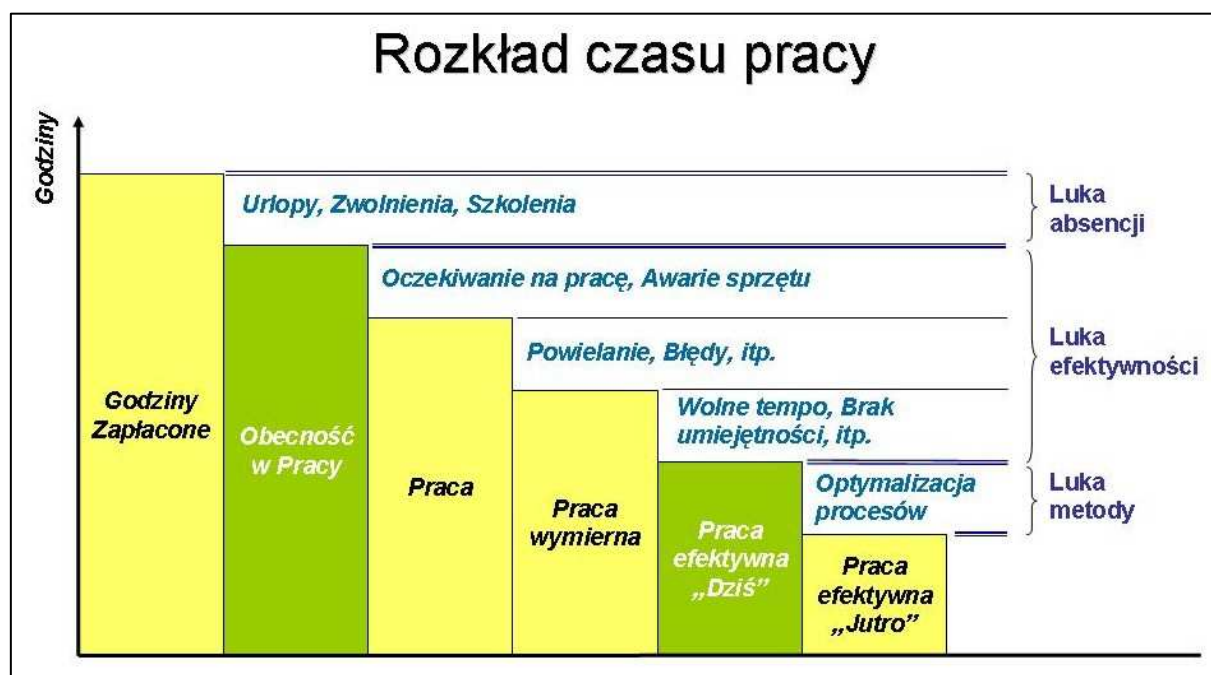 Rozkład czasu pracy
Godziny
Urlopy, Zwolnienia, Szkolenia
Luka
absencji
Oczekiwanie na pracę, Awarie sprzętu
Powielanie, Błędy, itp.
Luka
efektywności
Godziny
Zapłacone
Wolne tempo, Brak
umiejętności, itp.
Obecność
w Pracy
Praca
Optymalizacja
procesów
Luka
metody
Praca
wymierna
Praca
efektywna
„Dziś”
Praca
efektywna
„Jutro”